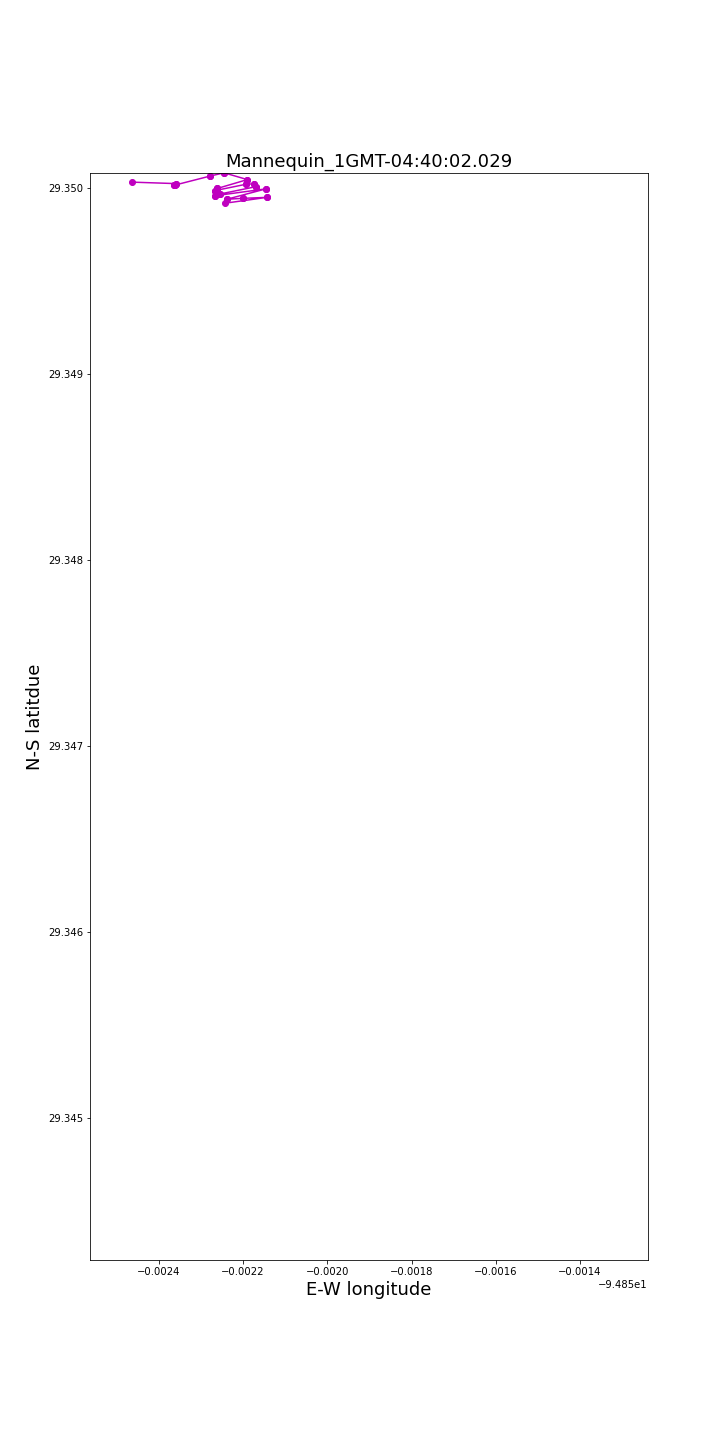 Mannequin_1GMT-04:40:02.029
29.350
29.349
29.348
29.347
29.346
29.345
N-S latitdue
−0.0024 −0.0022 −0.0020 −0.0018 −0.0016 −0.0014
−9.485e1
E-W longitude